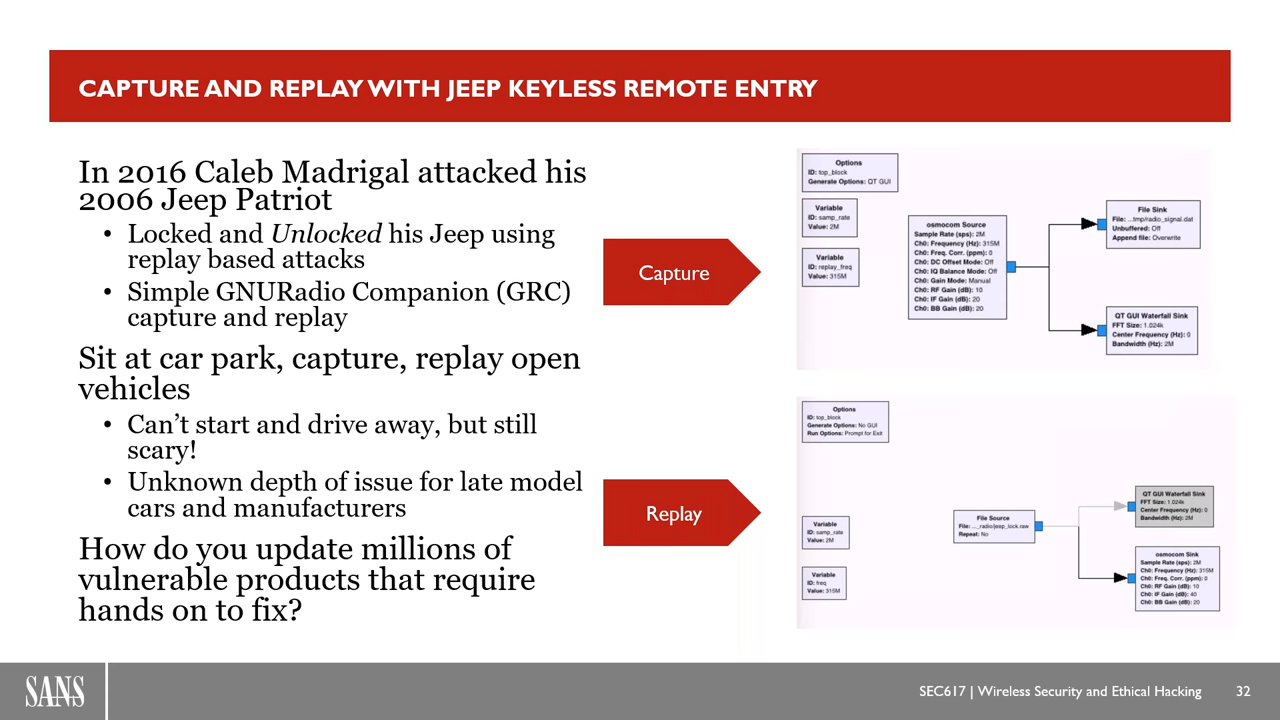 CAPTURE AND REPLAY WITH JEEP KEYLESS REMOTE ENTRY
In 2016 Caleb Madrigal attacked his
2006 Jeep Patriot
• Locked and Unlocked his Jeep using
replay based attacks
• Simple GNURadio Companion (GRC)
capture and replay
Sit at car park, capture, replay open
vehicles
• Can't start and drive away, but still
scary!
• Unknown depth of issue for late model
cars and manufacturers
How do you update millions of
vulnerable products that require
hands on to fix?
Capture
Options
ID: top_block
Generate Options: QT GUI
Variable
ID: samp_rate
Value: 2M
Variable
ID: replay_freq
Value: 315M
osmocom Source
Sample Rate (sps): 2M
Ch0: Frequency (Hz): 315M
Ch0: Freq. Corr. (ppm): 0
Ch0: DC Offset Mode: Off
Ch0: IQ Balance Mode: Off
Ch0: Gain Mode: Manual
Ch0: RF Gain (dB): 10
Ch0: IF Gain (dB): 20
Ch0: BB Gain (dB): 20
File Sink
File: ...tmp/radio_signal.dat
Unbuffered: Off
Append file: Overwrite
QT GUI Waterfall Sink
FFT Size: 1.024k
Center Frequency (Hz): 0
Bandwidth (Hz): 2M
Replay
Options
ID: top_block
Generate Options: No GUI
Run Options: Prompt for Exit
Variable
ID: samp_rate
Value: 2M
Variable
ID: freq
Value: 315M
File Source
File: ..._radio/jeep_lock.raw
Repeat: No
QT GUI Waterfall Sink
FFT Size: 1.024k
Center Frequency (Hz): 0
Bandwidth (Hz): 2M
osmocom Sink
Sample Rate (sps): 2M
Ch0: Frequency (Hz): 315M
Ch0: Freq. Corr. (ppm): 0
Ch0: RF Gain (dB): 10
Ch0: IF Gain (dB): 40
Ch0: BB Gain (dB): 20
SANS
SEC617 | Wireless Security and Ethical Hacking
32